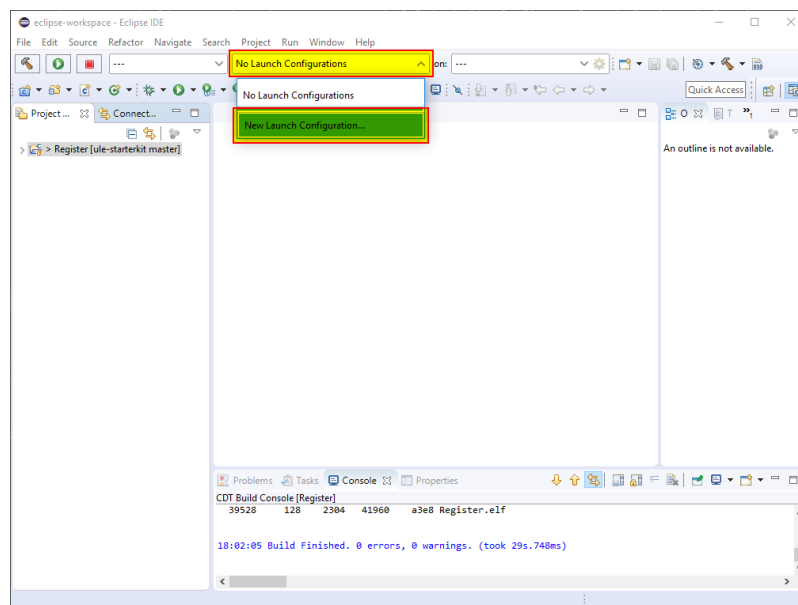 eclipse-workspace - Eclipse IDE
File Edit Source Refactor Navigate Search Project Run Window Help
--- No Launch Configurations on: ---
No Launch Configurations
Quick Access
New Launch Configuration...
Project ... Connect... O T 1
> Register [ule-starterkit master]
An outline is not available.
Problems Tasks Console Properties
CDT Build Console [Register]
39528 128 2304 41960 a3e8 Register.elf
18:02:05 Build Finished. 0 errors, 0 warnings. (took 29s.748ms)